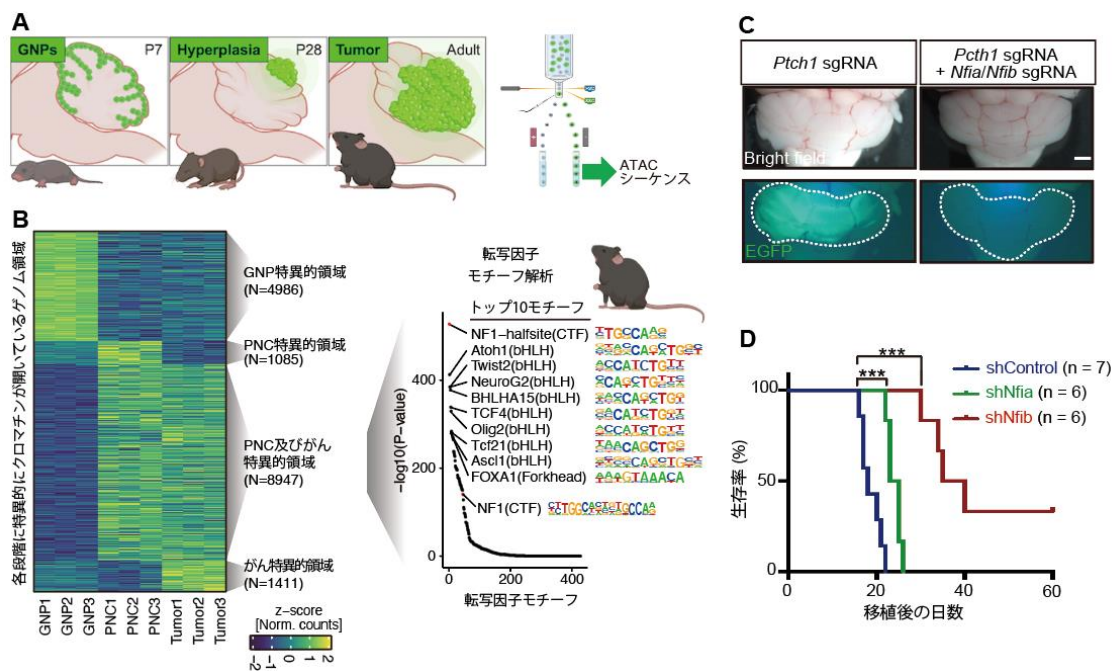 A
GNPs
P7
Hyperplasia
P28
Tumor
Adult
ATAC
シーケンス
B
各段階に特異的にクロマチンが開いているゲノム領域
GNP特異的領域
(N=4986)
PNC特異的領域
(N=1085)
PNC及びがん
特異的領域
(N=8947)
がん特異的領域
(N=1411)
GNP1
GNP2
GNP3
PNC1
PNC2
PNC3
Tumor1
Tumor2
Tumor3
z-score
[Norm. counts]
-2
-1
0
1
2
転写因子
モチーフ解析
トップ10モチーフ
NF1-halfsite(CTF)
Atoh1(bHLH)
Twist2(bHLH)
NeuroG2(bHLH)
BHLHA15(bHLH)
TCF4(bHLH)
Olig2(bHLH)
Tcf21(bHLH)
Ascl1(bHLH)
FOXA1(Forkhead)
NF1(CTF)
-log10(P-value)
400
200
0
0
200
400
転写因子モチーフ
C
Ptch1 sgRNA
Pcth1 sgRNA
+ Nfia/Nfib sgRNA
Bright field
EGFP
D
***
***
shControl (n = 7)
shNfia (n = 6)
shNfib (n = 6)
生存率 (%)
100
50
0
0
20
40
60
移植後の日数